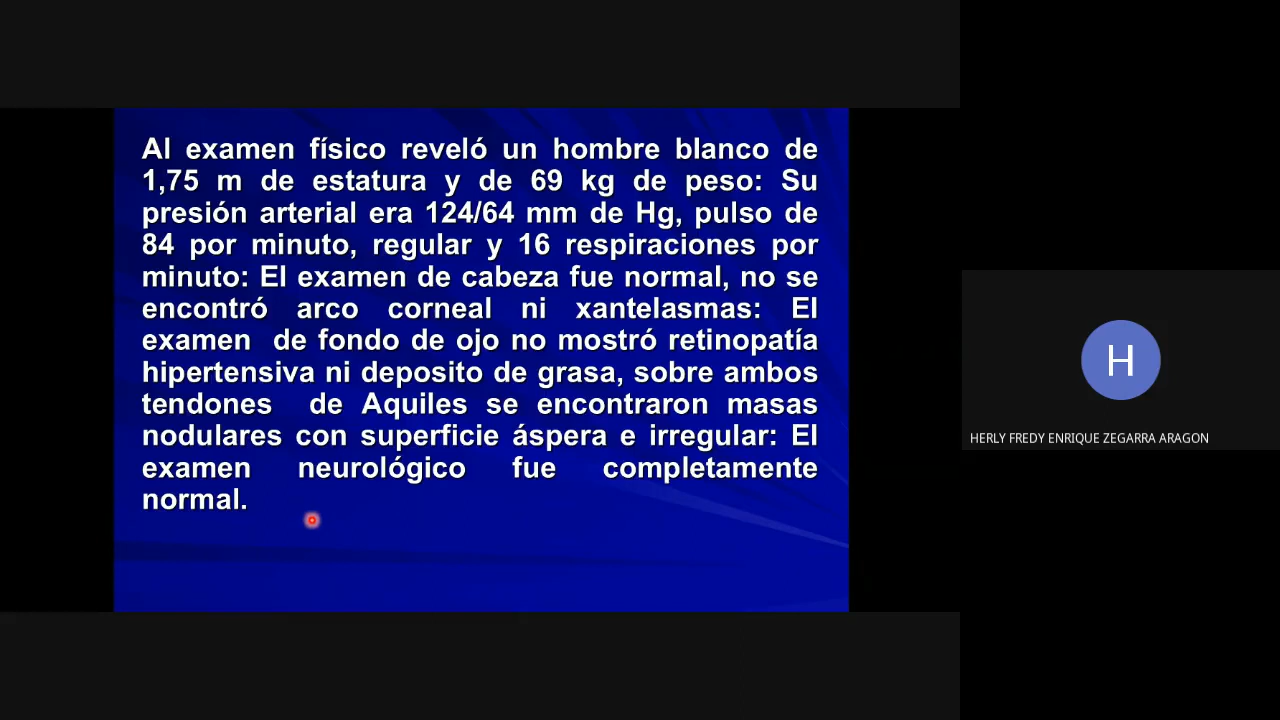 Al examen físico reveló un hombre blanco de
1,75 m de estatura y de 69 kg de peso: Su
presión arterial era 124/64 mm de Hg, pulso de
84 por minuto, regular y 16 respiraciones por
minuto: El examen de cabeza fue normal, no se
encontró arco corneal ni xantelasmas: El
examen de fondo de ojo no mostró retinopatía
hipertensiva ni deposito de grasa, sobre ambos
tendones de Aquiles se encontraron masas
nodulares con superficie áspera e irregular: El
examen neurológico fue completamente
normal.
H
HERLY FREDY ENRIQUE ZEGARRA ARAGON